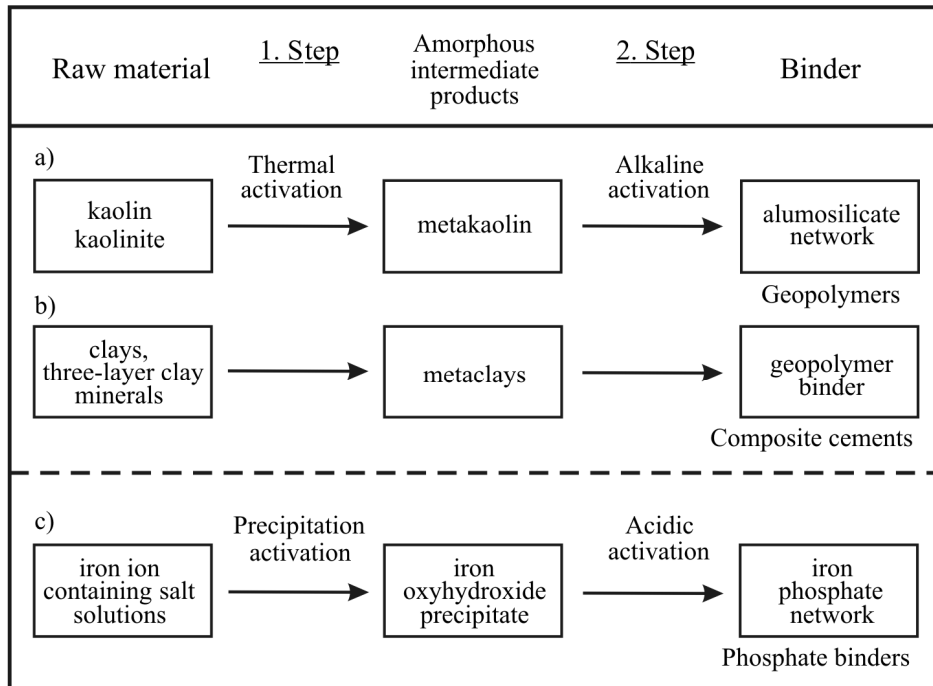 Raw material
1. Step
Amorphous
intermediate
products
2. Step
Binder
a)
kaolin
kaolinite
Thermal
activation
metakaolin
Alkaline
activation
alumosilicate
network
Geopolymers
b)
clays,
three-layer clay
minerals
metaclays
geopolymer
binder
Composite cements
c)
iron ion
containing salt
solutions
Precipitation
activation
iron
oxyhydroxide
precipitate
Acidic
activation
iron
phosphate
network
Phosphate binders